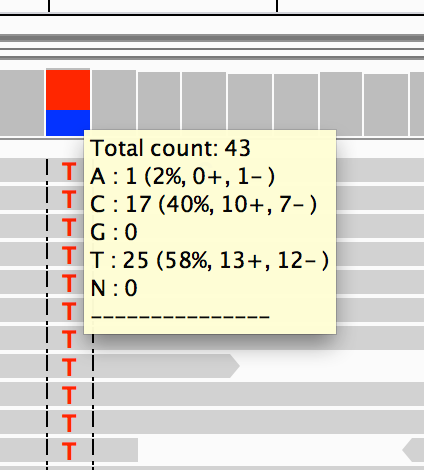 Total count: 43
A : 1 (2%, 0+, 1- )
C : 17 (40%, 10+, 7- )
G : 0
T : 25 (58%, 13+, 12- )
N : 0
---------------
T
T
T
T
T
T
T
T
T
T
T